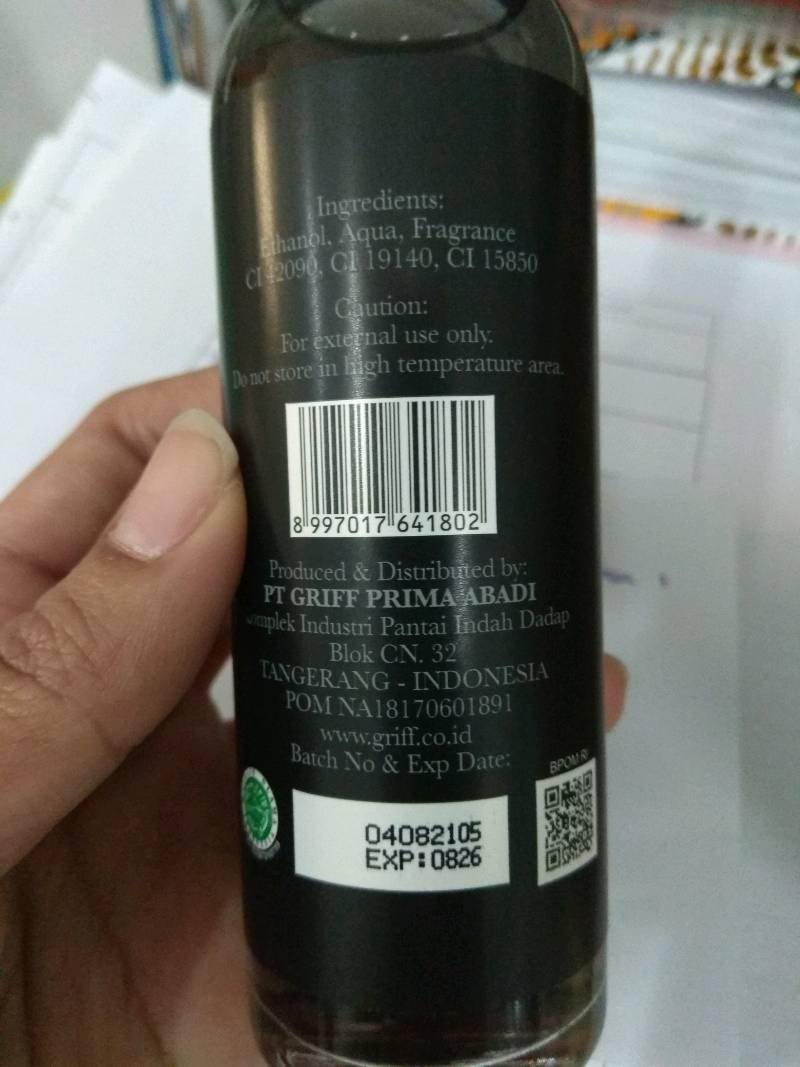 Ingredients:
Ethanol, Aqua, Fragrance
CI 42090, CI 19140, CI 15850
Caution:
For external use only.
Do not store in high temperature area.
8 997017 641802
Produced & Distributed by:
PT GRIFF PRIMA ABADI
Komplek Industri Pantai Indah Dadap
Blok CN. 32
TANGERANG - INDONESIA
POM NA18170601891
www.griff.co.id
Batch No & Exp Date:
BPOM RI
04082105
EXP:0826